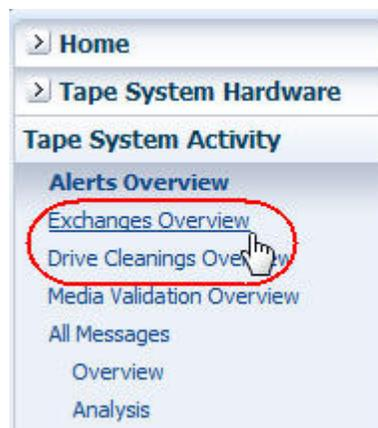 Home
Tape System Hardware
Tape System Activity
Alerts Overview
Exchanges Overview
Drive Cleanings
Media Validation Overview
All Messages
Overview
Analysis